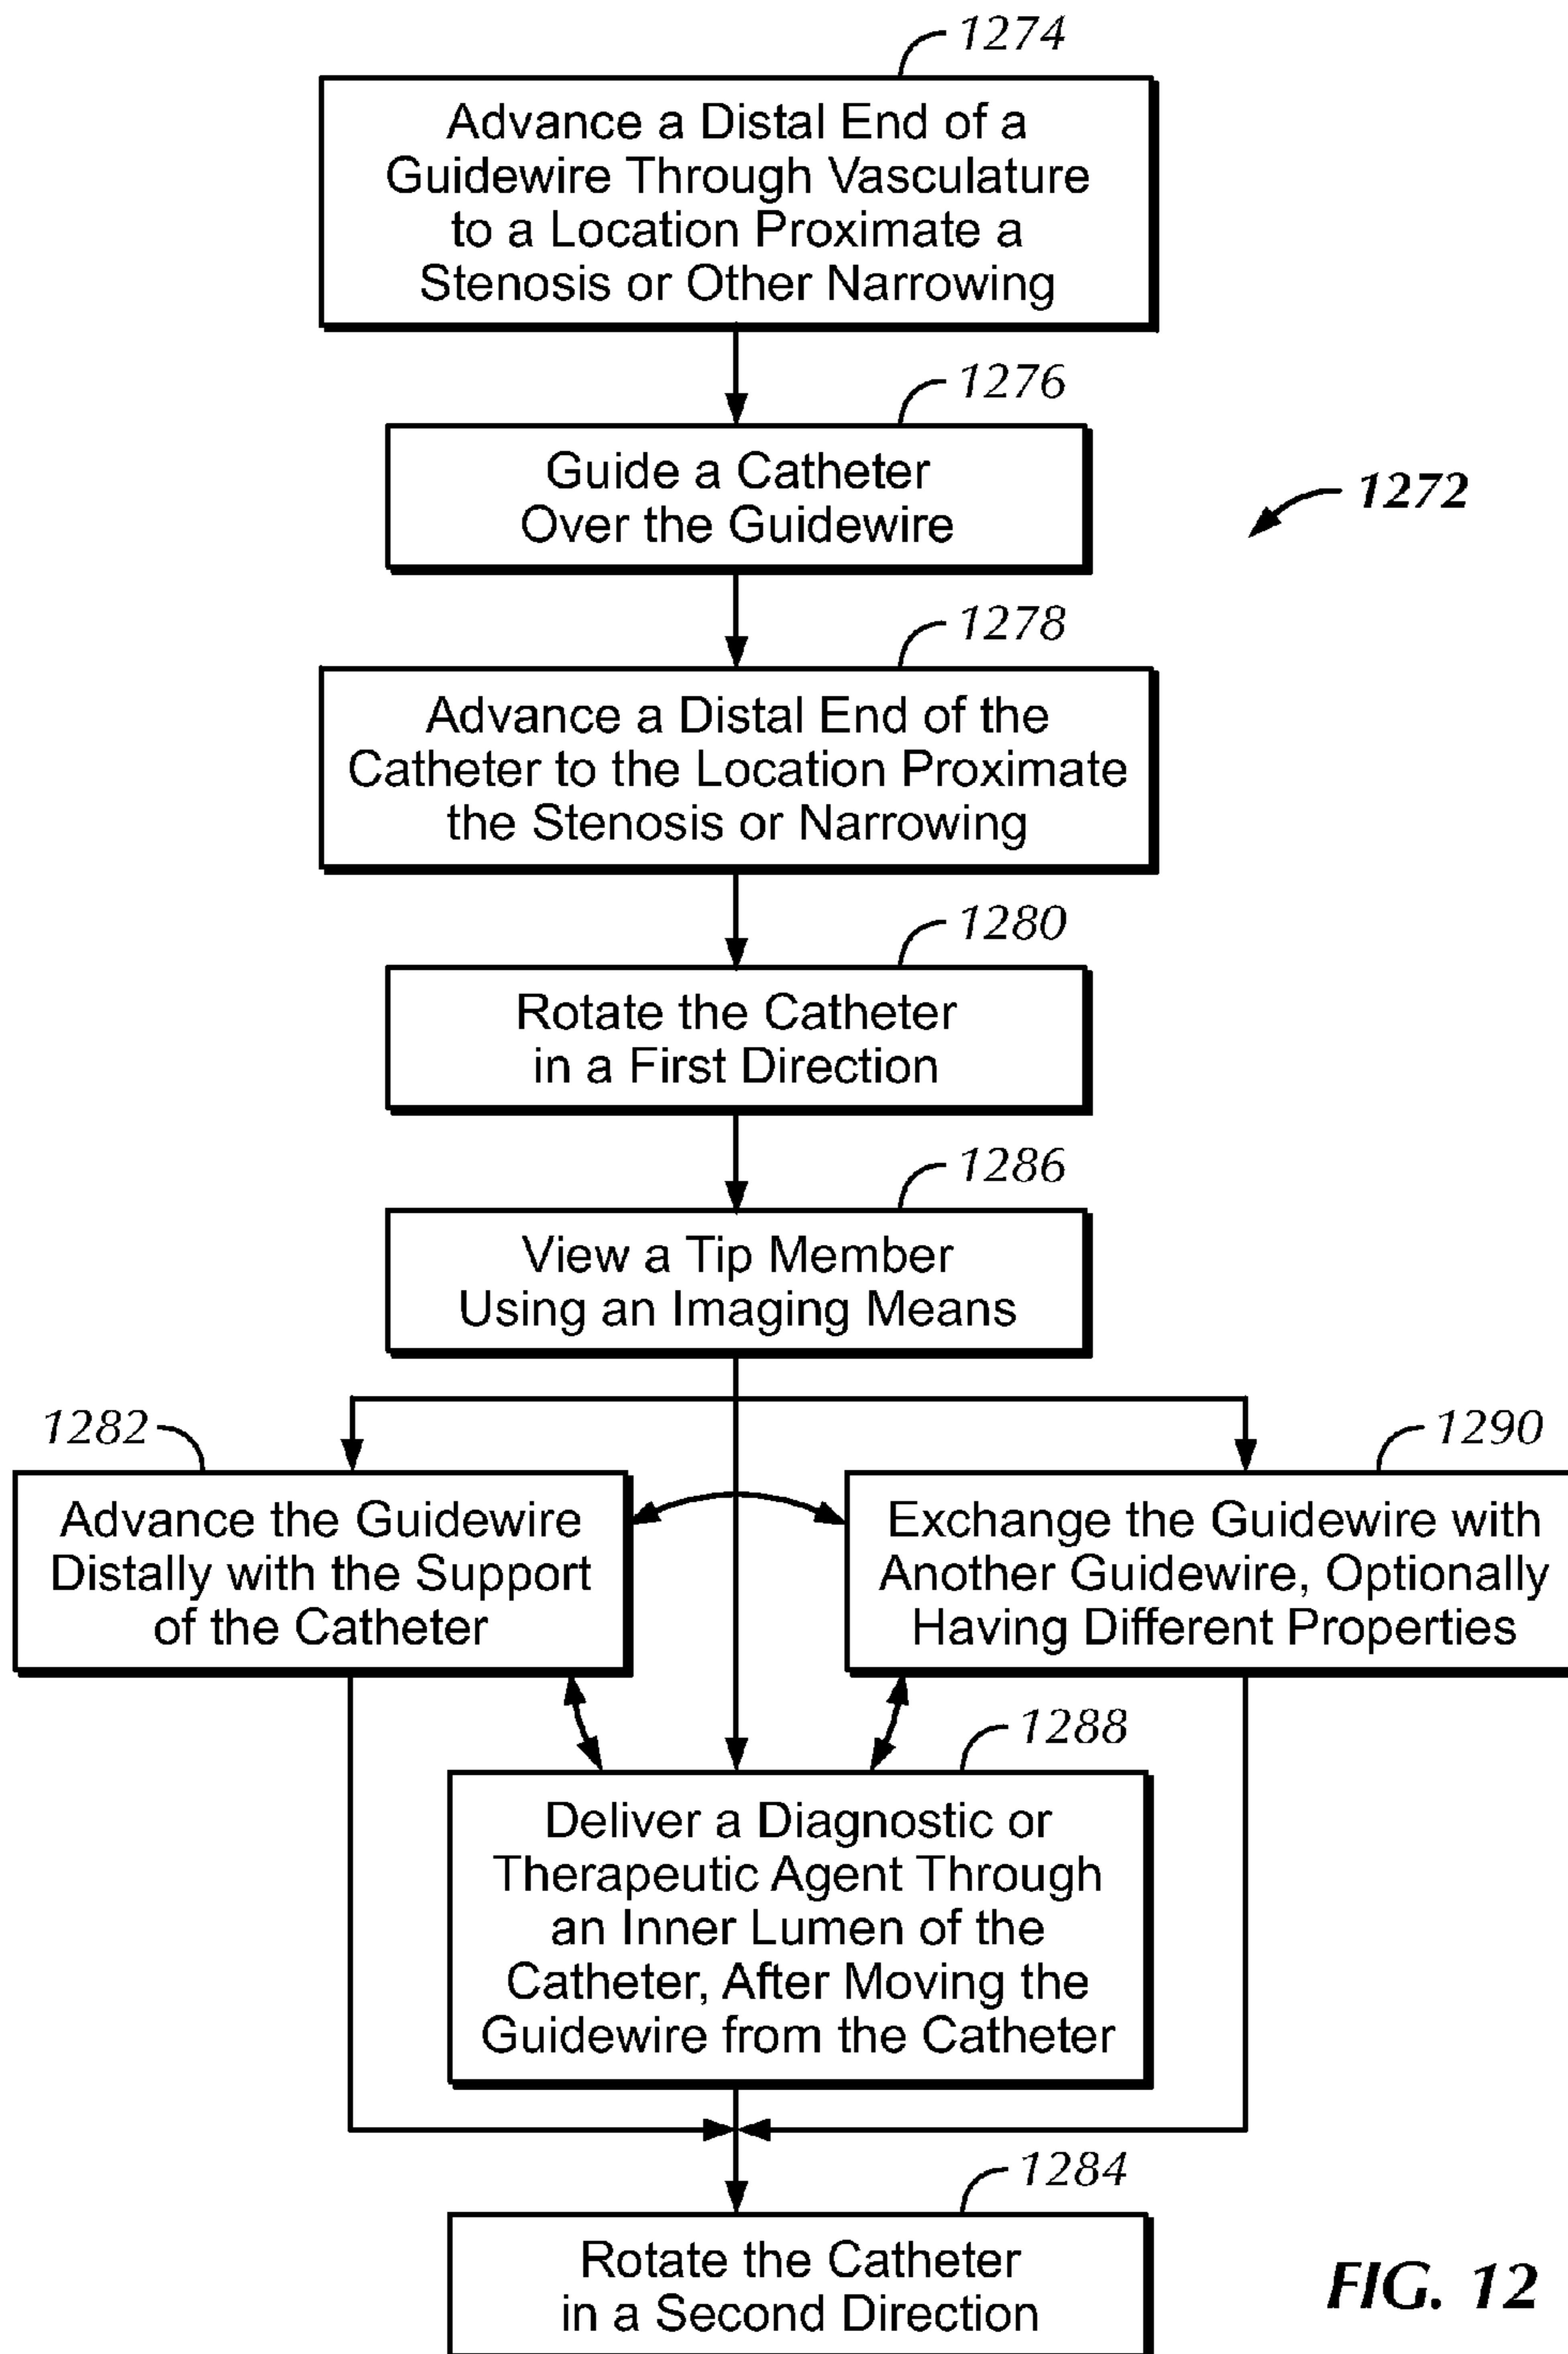 1274
Advance a Distal End of a
Guidewire Through Vasculature
to a Location Proximate a
Stenosis or Other Narrowing
1276
Guide a Catheter
Over the Guidewire
1272
1278
Advance a Distal End of the
Catheter to the Location Proximate
the Stenosis or Narrowing
1280
Rotate the Catheter
in a First Direction
1286
View a Tip Member
Using an Imaging Means
1282
Advance the Guidewire
Distally with the Support
of the Catheter
1290
Exchange the Guidewire with
Another Guidewire, Optionally
Having Different Properties
1288
Deliver a Diagnostic or
Therapeutic Agent Through
an Inner Lumen of the
Catheter, After Moving the
Guidewire from the Catheter
1284
Rotate the Catheter
in a Second Direction
FIG. 12